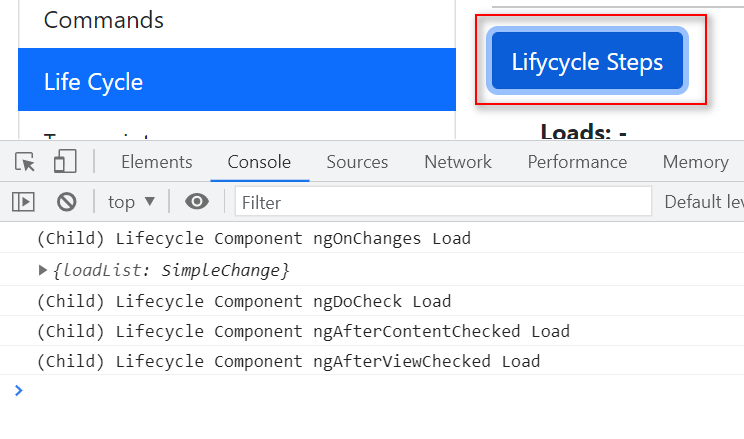 Commands
Lifycycle Steps
Life Cycle
Loads: -
Elements Console Sources Network Performance Memory
top ▼ Filter Default lev
(Child) Lifecycle Component ngOnChanges Load
▶ {loadList: SimpleChange}
(Child) Lifecycle Component ngDoCheck Load
(Child) Lifecycle Component ngAfterContentChecked Load
(Child) Lifecycle Component ngAfterViewChecked Load
>